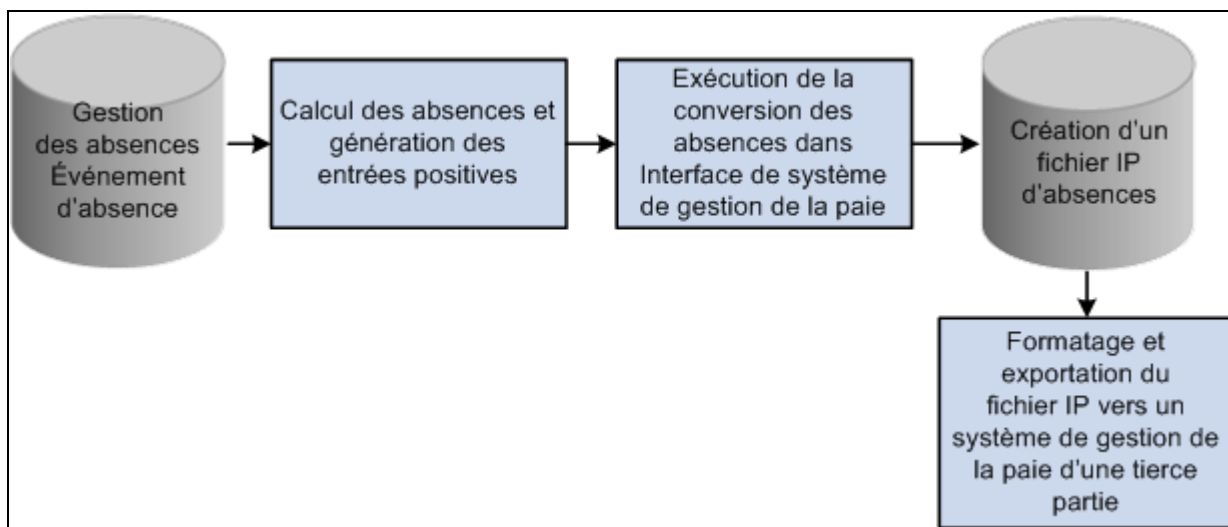 Gestion
des absences
Événement
d'absence
Calcul des absences et
génération des
entrées positives
Exécution de la
conversion des
absences dans
Interface de système
de gestion de la paie
Création d'un
fichier IP
d'absences
Formatage et
exportation du
fichier IP vers un
système de gestion de
la paie d'une tierce
partie